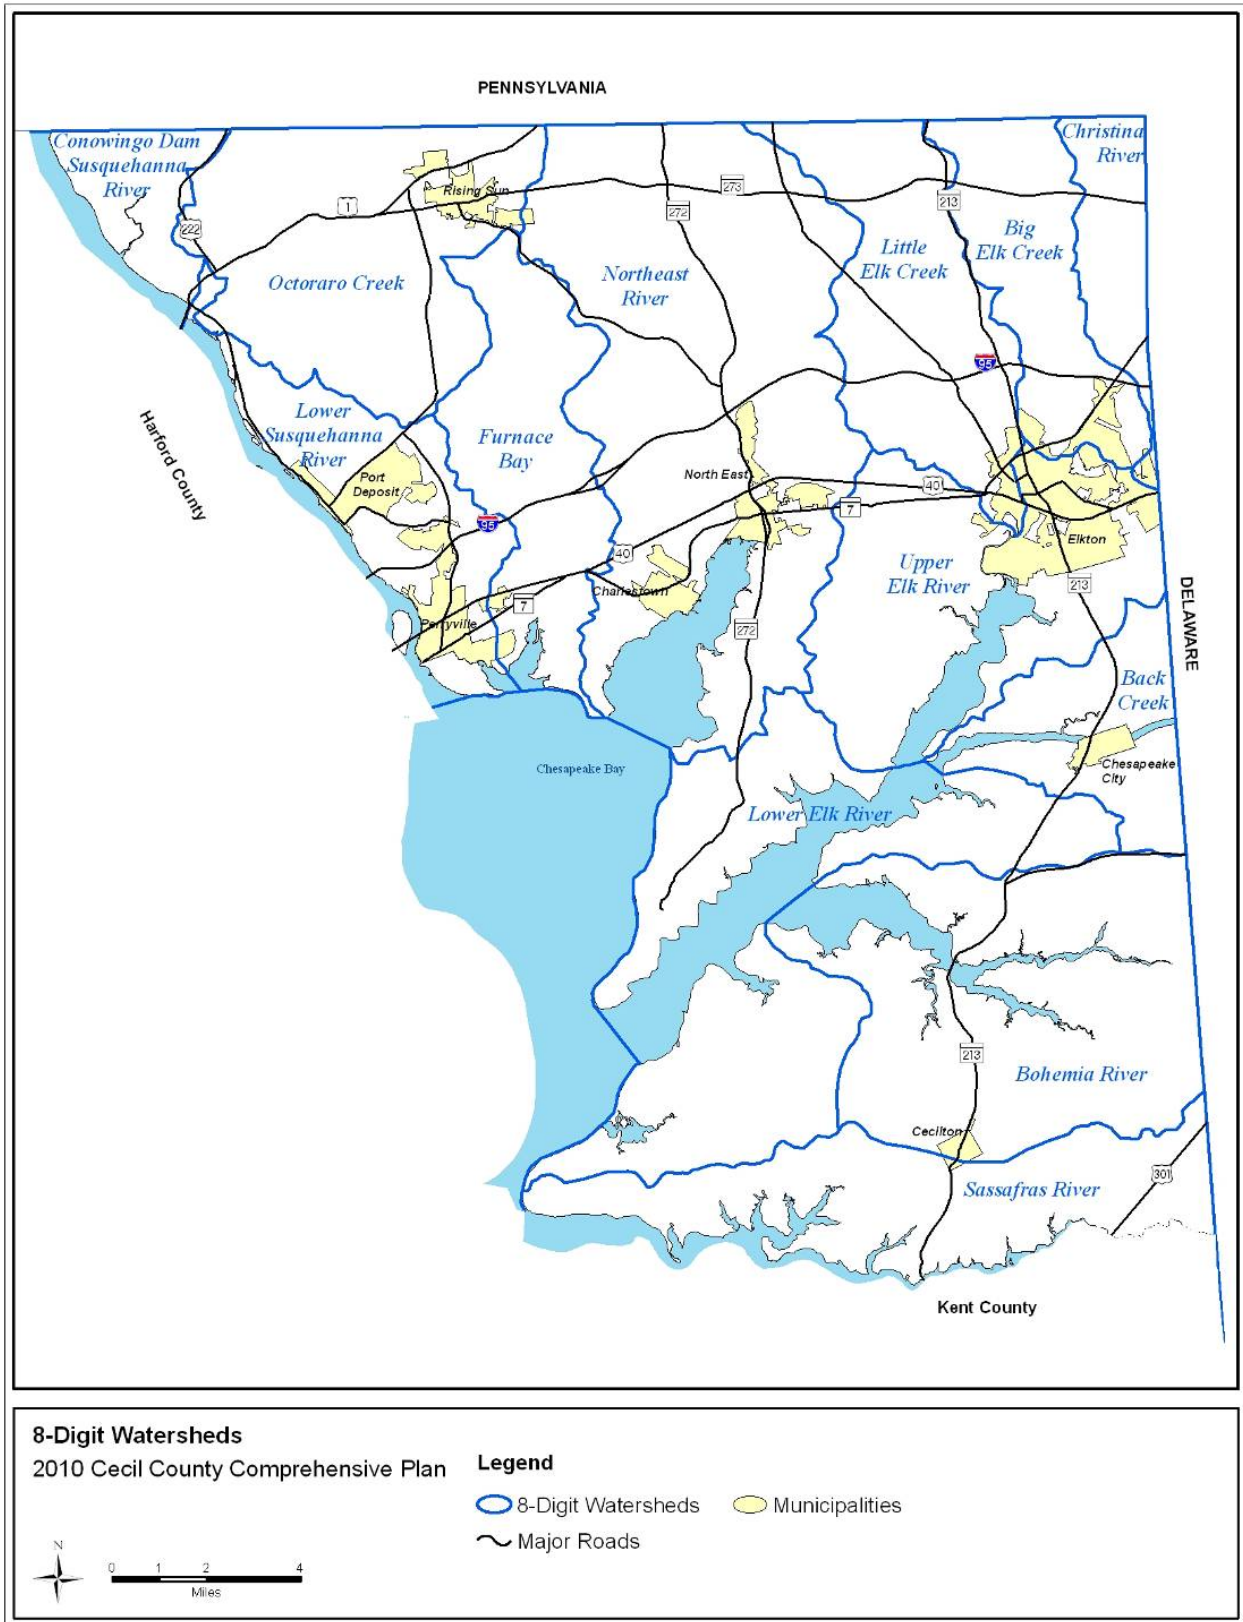 PENNSYLVANIA
Conowingo Dam
Susquehanna
River
Christina
River
Rising Sun
273
1
272
213
222
Big
Elk Creek
Little
Elk Creek
Octoraro Creek
Northeast
River
95
Harford County
Lower
Susquehanna
River
Furnace
Bay
Port
Deposit
North East
40
7
95
Elkton
40
Upper
Elk River
213
DELAWARE
Charlestown
7
Perryville
272
Back
Creek
Chesapeake Bay
Chesapeake
City
Lower Elk River
213
Bohemia River
Cecilton
301
Sassafras River
Kent County
8-Digit Watersheds
2010 Cecil County Comprehensive Plan
Legend
8-Digit Watersheds
Municipalities
Major Roads
N
0 1 2 4
Miles